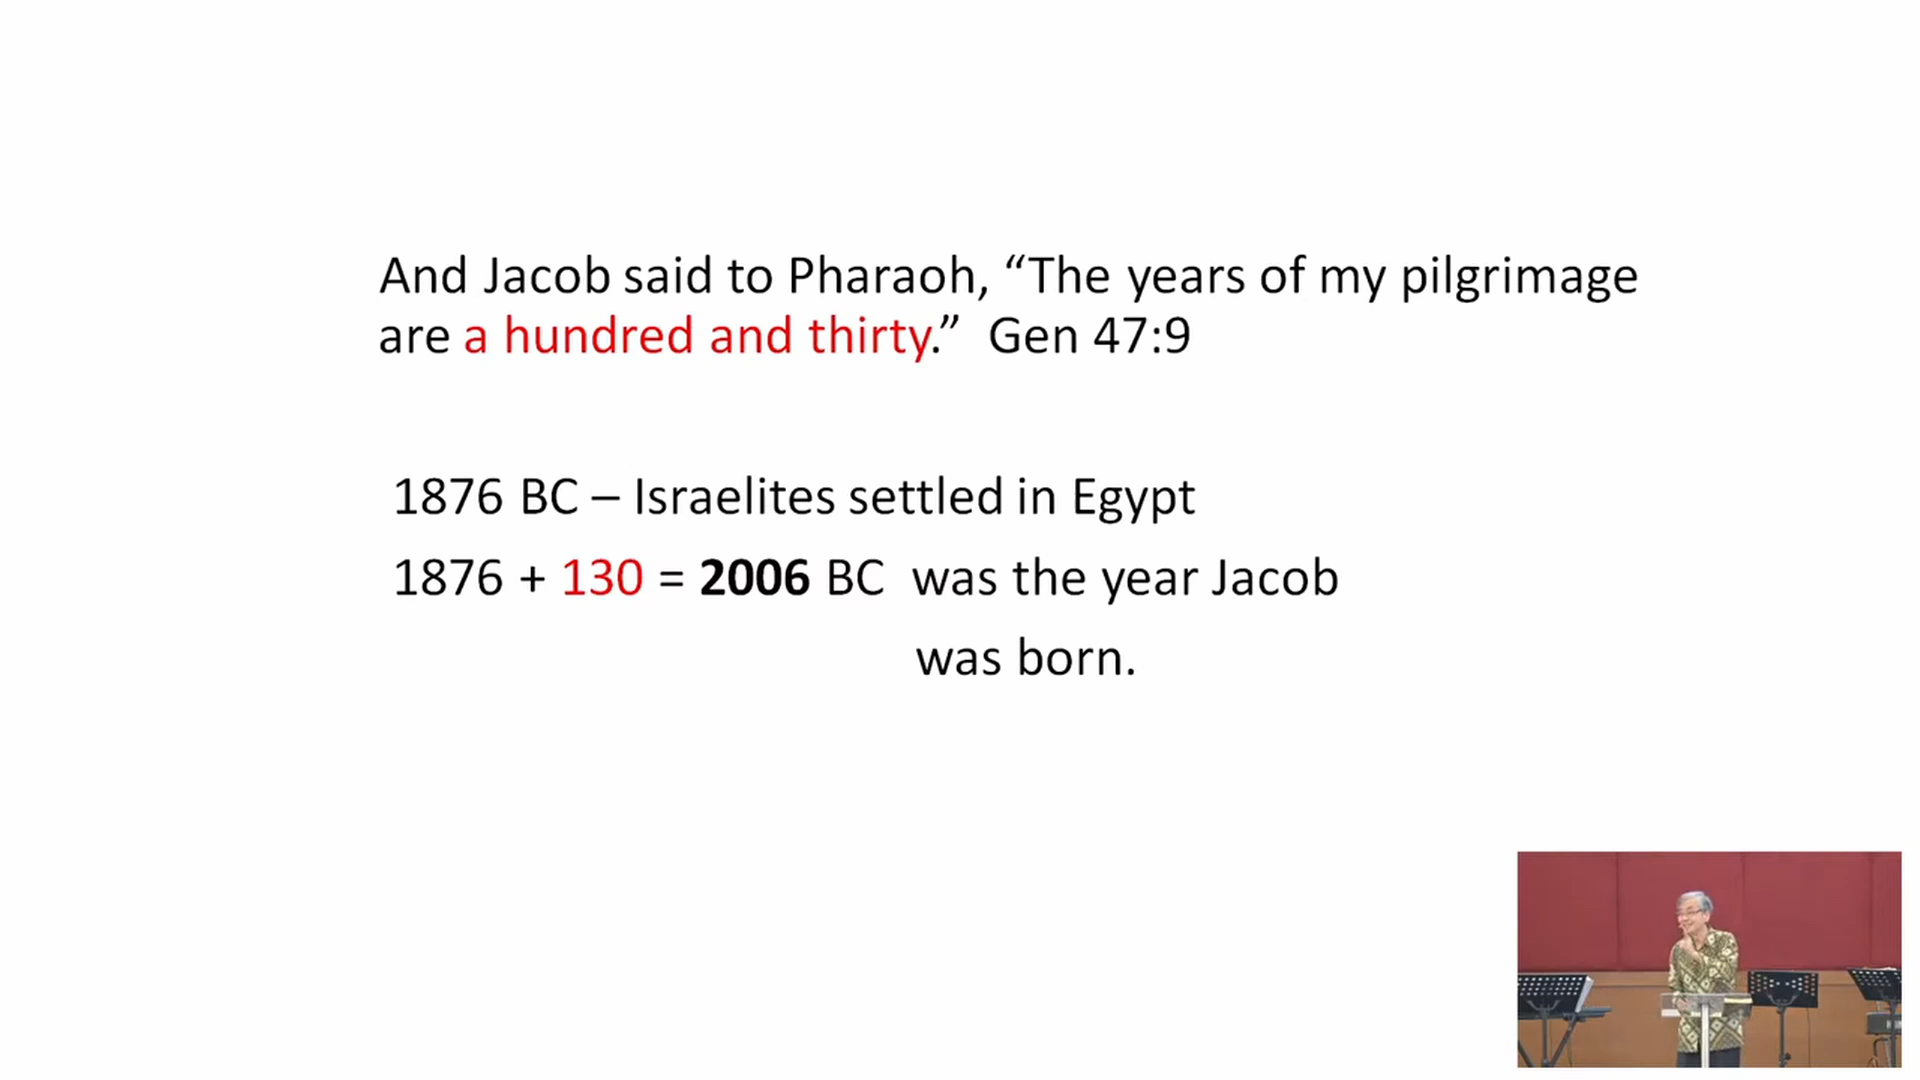 And Jacob said to Pharaoh, “The years of my pilgrimage
are a hundred and thirty.”  Gen 47:9
1876 BC – Israelites settled in Egypt
1876 + 130 = 2006 BC  was the year Jacob
was born.